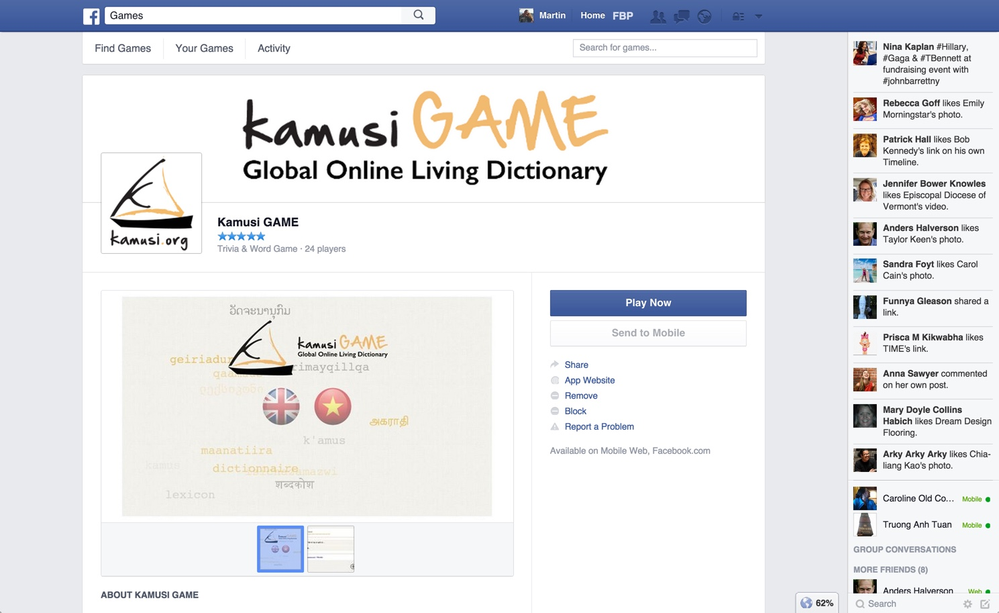 Games
Martin
Home
FBP
Find Games
Your Games
Activity
Search for games...
kamusi GAME
Global Online Living Dictionary
kamusi.org
Kamusi GAME
Trivia & Word Game · 24 players
ວັດຈະນານຸກົມ
kamusi GAME
Global Online Living Dictionary
geiriadur
rimayqillqa
qaamuus
ლექსიკონი
அகராதி
k'amus
maanatiira
kamus
dictionnaire
शब्दकोश
lexicon
ABOUT KAMUSI GAME
Play Now
Send to Mobile
Share
App Website
Remove
Block
Report a Problem
Available on Mobile Web, Facebook.com
Nina Kaplan #Hillary,
#Gaga & #TBennett at
fundraising event with
#johnbarrettny
Rebecca Goff likes Emily
Morningstar's photo.
Patrick Hall likes Bob
Kennedy's link on his own
Timeline.
Jennifer Bower Knowles
likes Episcopal Diocese of
Vermont's video.
Anders Halverson likes
Taylor Keen's photo.
Sandra Foyt likes Carol
Cain's photo.
Funnya Gleason shared a
link.
Prisca M Kikwabha likes
TIME's link.
Anna Sawyer commented
on her own post.
Mary Doyle Collins
Habich likes Dream Design
Flooring.
Arky Arky Arky likes Chia-
liang Kao's photo.
Caroline Old Co... Mobile
Truong Anh Tuan Mobile
GROUP CONVERSATIONS
MORE FRIENDS (8)
Anders Halverson Web
62%
Search